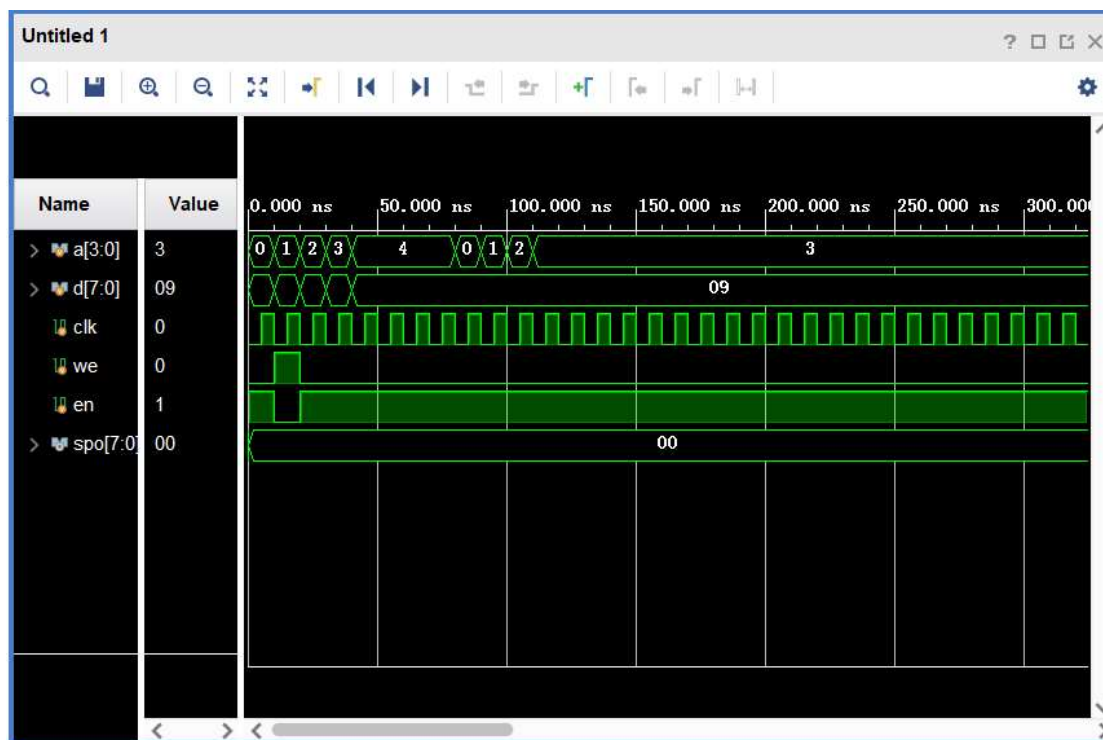 Untitled 1
?
Name Value 0.000 ns 50.000 ns 100.000 ns 150.000 ns 200.000 ns 250.000 ns 300.00
a[3:0] 3 0 1 2 3 4 0 1 2 3
d[7:0] 09 09
clk 0
we 0
en 1
spo[7:0] 00 00